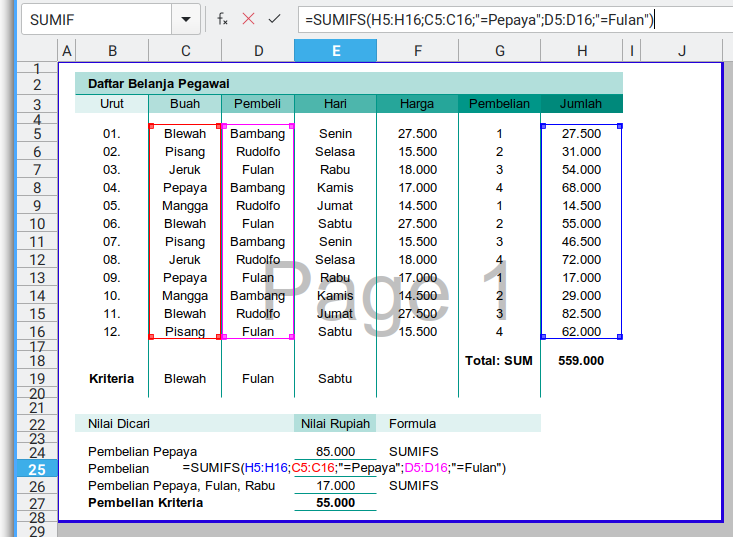 SUMIF =SUMIFS(H5:H16;C5:C16;"=Pepaya";D5:D16;"=Fulan")
A B C D E F G H I J
1
2 Daftar Belanja Pegawai
3 Urut Buah Pembeli Hari Harga Pembelian Jumlah
4
5 01. Blewah Bambang Senin 27.500 1 27.500
6 02. Pisang Rudolfo Selasa 15.500 2 31.000
7 03. Jeruk Fulan Rabu 18.000 3 54.000
8 04. Pepaya Bambang Kamis 17.000 4 68.000
9 05. Mangga Rudolfo Jumat 14.500 1 14.500
10 06. Blewah Fulan Sabtu 27.500 2 55.000
11 07. Pisang Bambang Senin 15.500 3 46.500
12 08. Jeruk Rudolfo Selasa 18.000 4 72.000
13 09. Pepaya Fulan Rabu 17.000 1 17.000
14 10. Mangga Bambang Kamis 14.500 2 29.000
15 11. Blewah Rudolfo Jumat 27.500 3 82.500
16 12. Pisang Fulan Sabtu 15.500 4 62.000
Page 1
17
18 Total: SUM 559.000
19 Kriteria Blewah Fulan Sabtu
20
21
22 Nilai Dicari Nilai Rupiah Formula
23
24 Pembelian Pepaya 85.000 SUMIFS
25 Pembelian =SUMIFS(H5:H16;C5:C16;"=Pepaya";D5:D16;"=Fulan")
26 Pembelian Pepaya, Fulan, Rabu 17.000 SUMIFS
27 Pembelian Kriteria 55.000
28
29